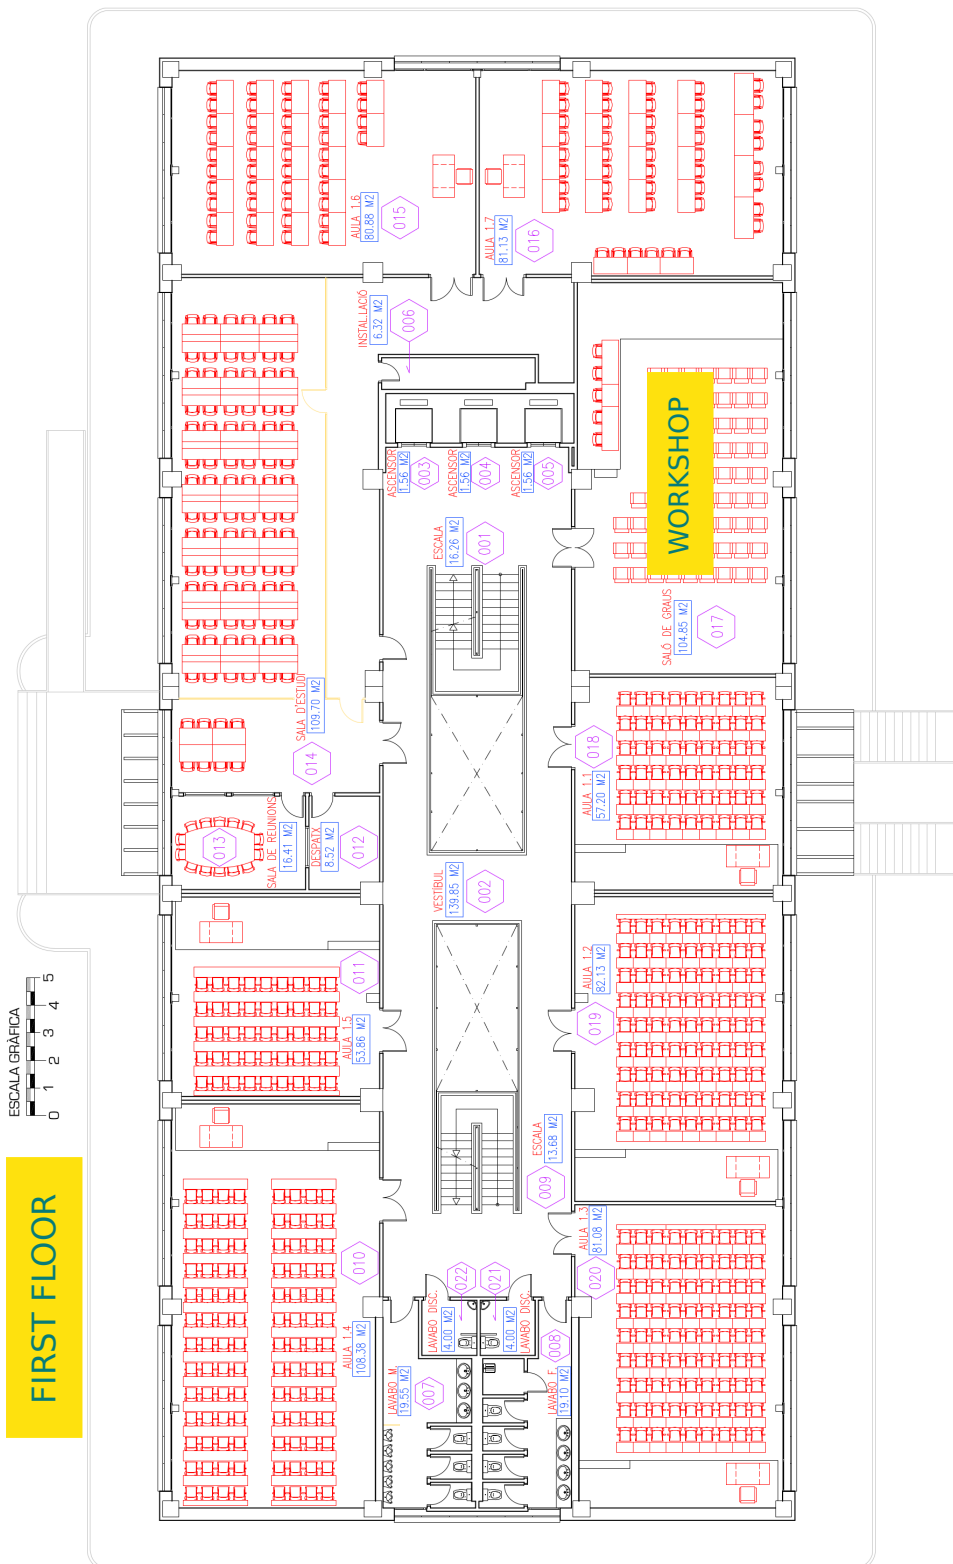 FIRST FLOOR
ESCALA GRÀFICA
0 1 2 3 4 5
AULA 1.6
80.88 M2
015
AULA 1.7
81.13 M2
016
INSTAL.LACIÓ
6.32 M2
006
ASCENSOR
1.56 M2
003
ASCENSOR
1.56 M2
004
ASCENSOR
1.56 M2
005
WORKSHOP
ESCALA
16.26 M2
001
SALÓ DE GRAUS
104.85 M2
017
SALA D'ESTUDI
109.70 M2
014
AULA 1.1
57.20 M2
018
SALA DE REUNIONS
16.41 M2
013
DESPATX
8.52 M2
012
VESTÍBUL
139.85 M2
002
AULA 1.5
53.86 M2
011
AULA 1.2
82.13 M2
019
ESCALA
13.68 M2
009
AULA 1.3
81.08 M2
020
AULA 1.4
108.38 M2
010
LAVABO DISC.
4.00 M2
022
LAVABO DISC.
4.00 M2
021
LAVABO M.
19.55 M2
007
LAVABO F.
19.10 M2
008